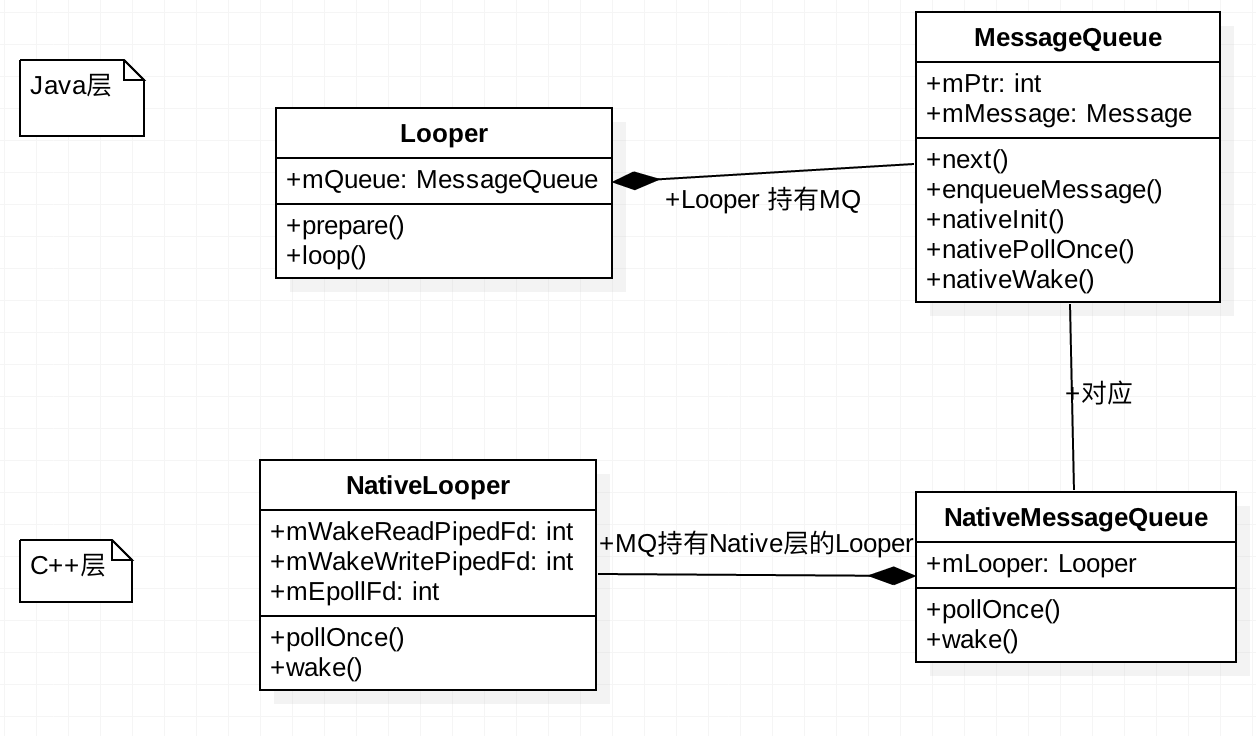 Java层
Looper
+mQueue: MessageQueue
+prepare()
+loop()
+Looper 持有MQ
MessageQueue
+mPtr: int
+mMessage: Message
+next()
+enqueueMessage()
+nativeInit()
+nativePollOnce()
+nativeWake()
+对应
C++层
NativeLooper
+mWakeReadPipedFd: int
+mWakeWritePipedFd: int
+mEpollFd: int
+pollOnce()
+wake()
+MQ持有Native层的Looper
NativeMessageQueue
+mLooper: Looper
+pollOnce()
+wake()